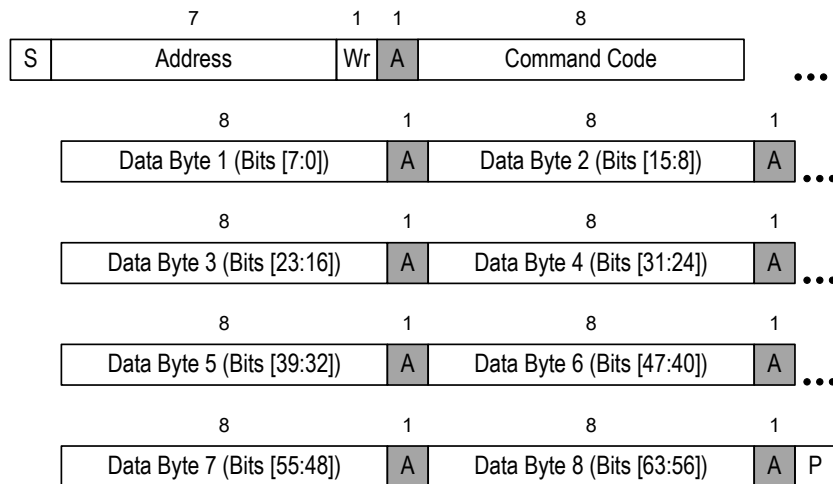 7 1 1 8
S Address Wr A Command Code ...
8 1 8 1
Data Byte 1 (Bits [7:0]) A Data Byte 2 (Bits [15:8]) A ...
8 1 8 1
Data Byte 3 (Bits [23:16]) A Data Byte 4 (Bits [31:24]) A ...
8 1 8 1
Data Byte 5 (Bits [39:32]) A Data Byte 6 (Bits [47:40]) A ...
8 1 8 1
Data Byte 7 (Bits [55:48]) A Data Byte 8 (Bits [63:56]) A P